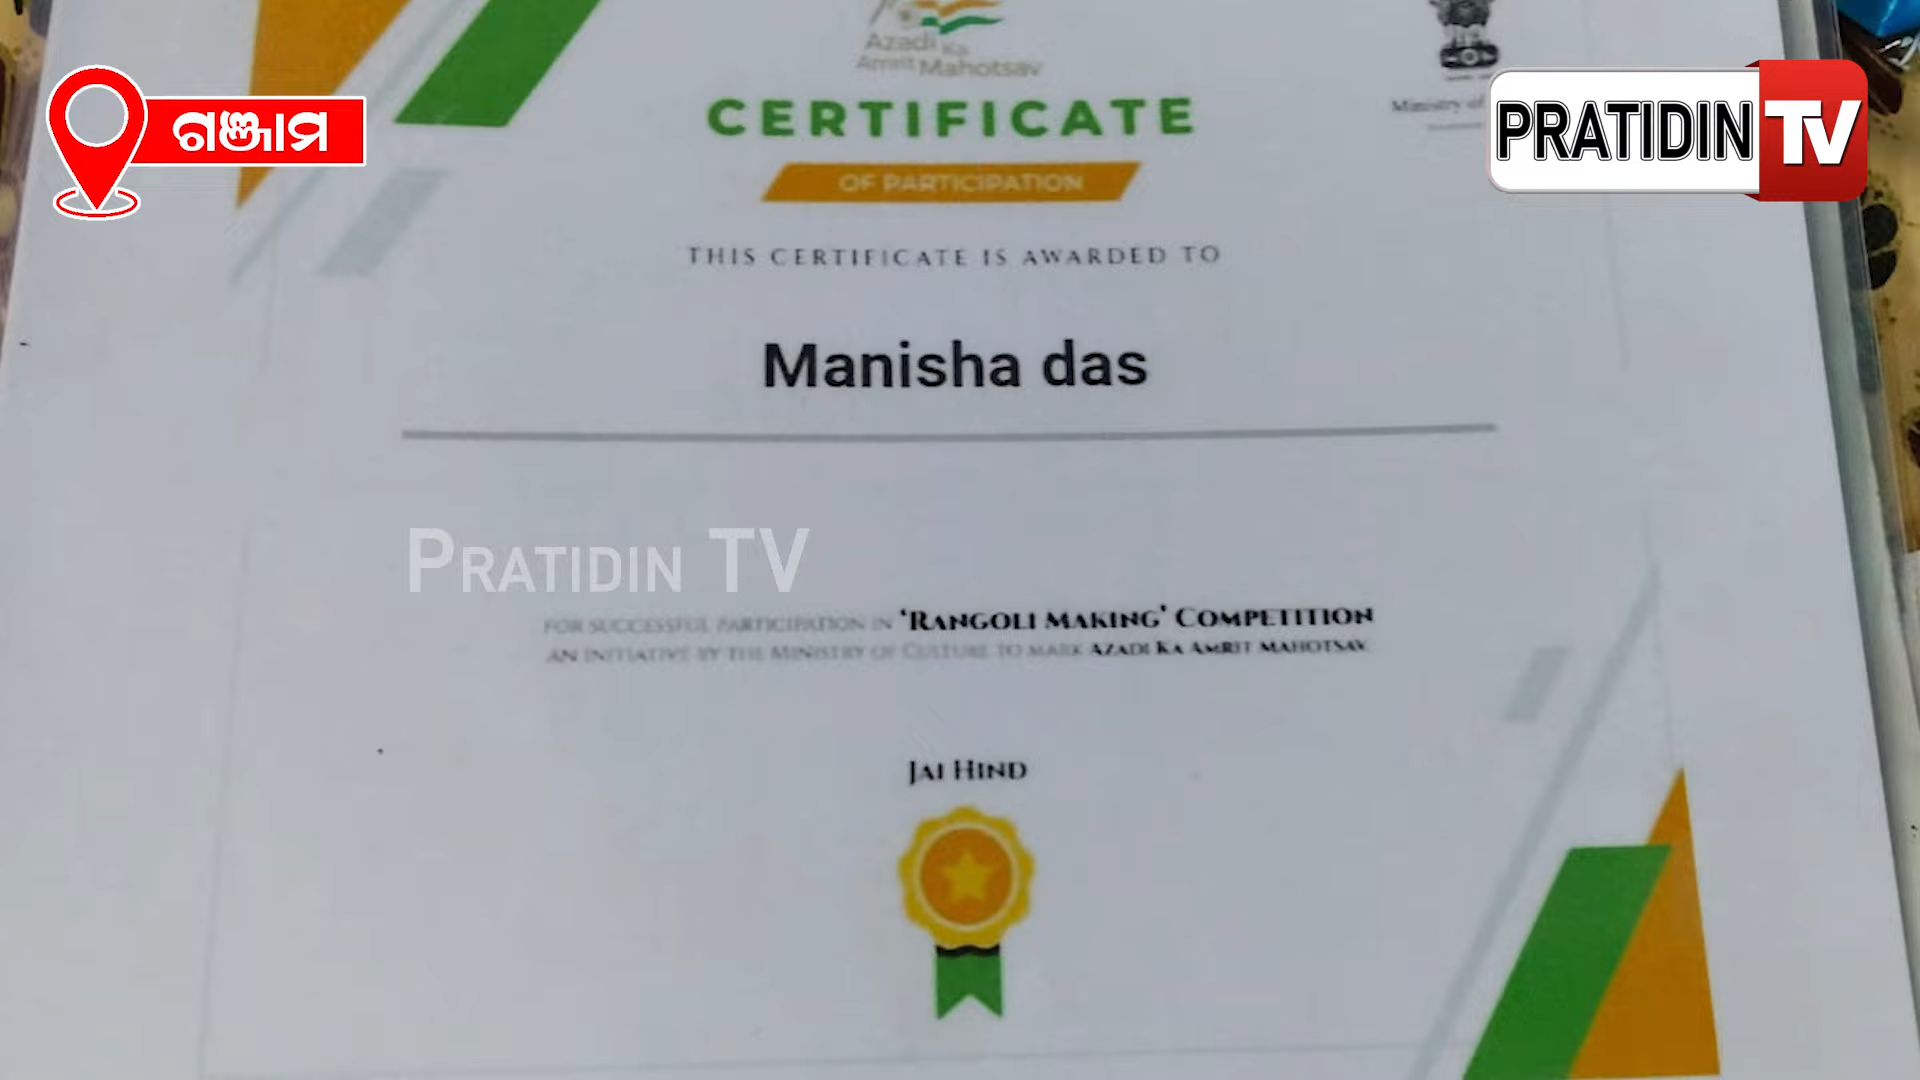 Azadi Ka
Amrit Mahotsav
CERTIFICATE
Ministry of
ଗଞ୍ଜାମ
PRATIDIN TV
OF PARTICIPATION
THIS CERTIFICATE IS AWARDED TO
Manisha das
PRATIDIN TV
FOR SUCCESSFUL PARTICIPATION IN ‘RANGOLI MAKING’ COMPETITION
AN INITIATIVE BY THE MINISTRY OF CULTURE TO MARK AZADI KA AMRIT MAHOTSAV
JAI HIND